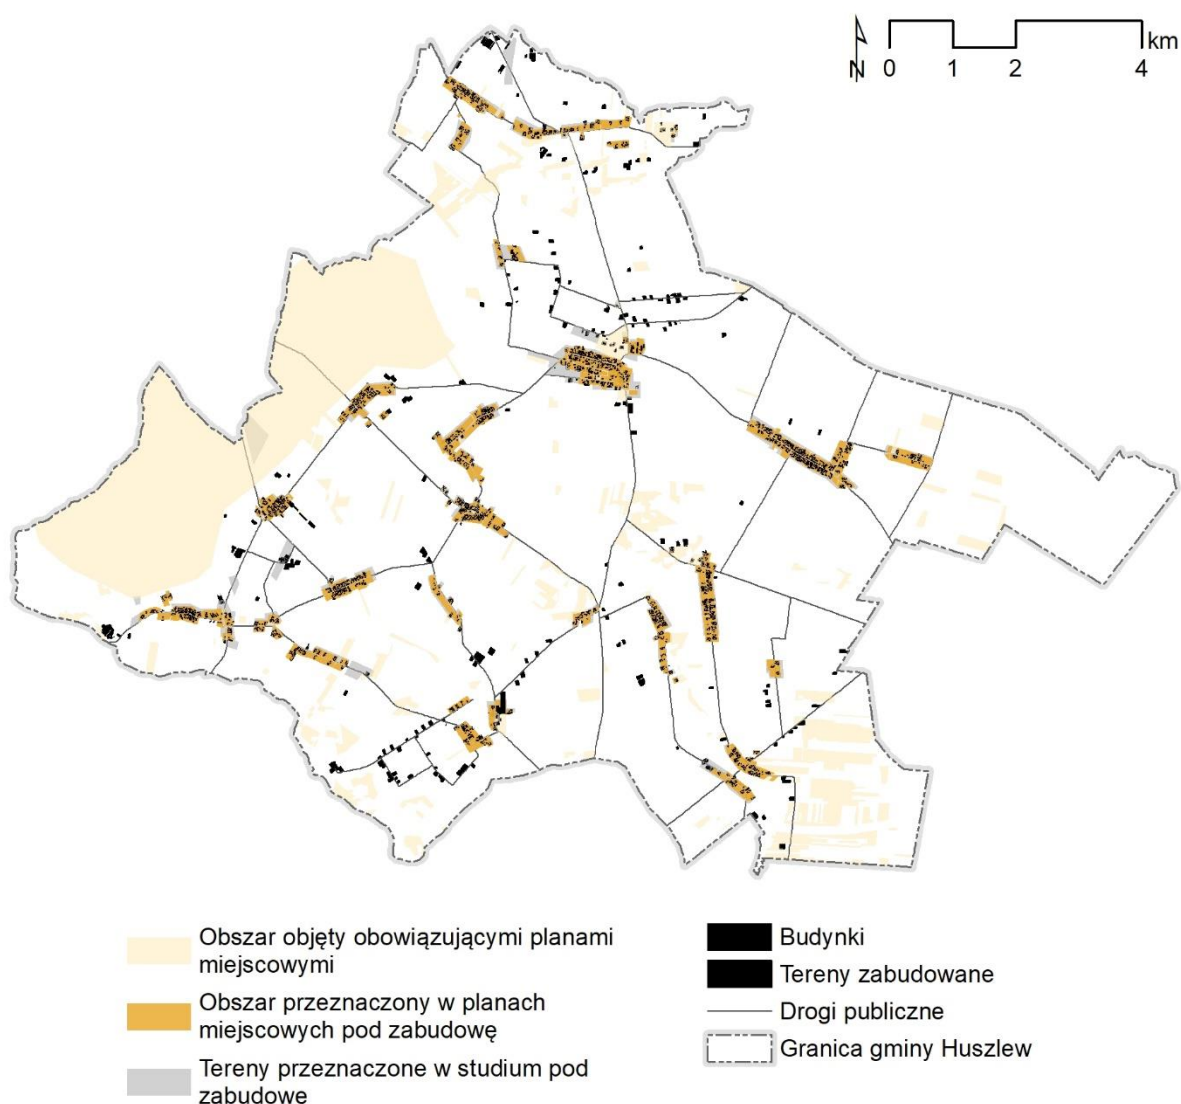 N 0 1 2 4 km
Obszar objęty obowiązującymi planami
miejscowymi
Obszar przeznaczony w planach
miejscowych pod zabudowę
Tereny przeznaczone w studium pod
zabudowe
Budynki
Tereny zabudowane
Drogi publiczne
Granica gminy Huszlew